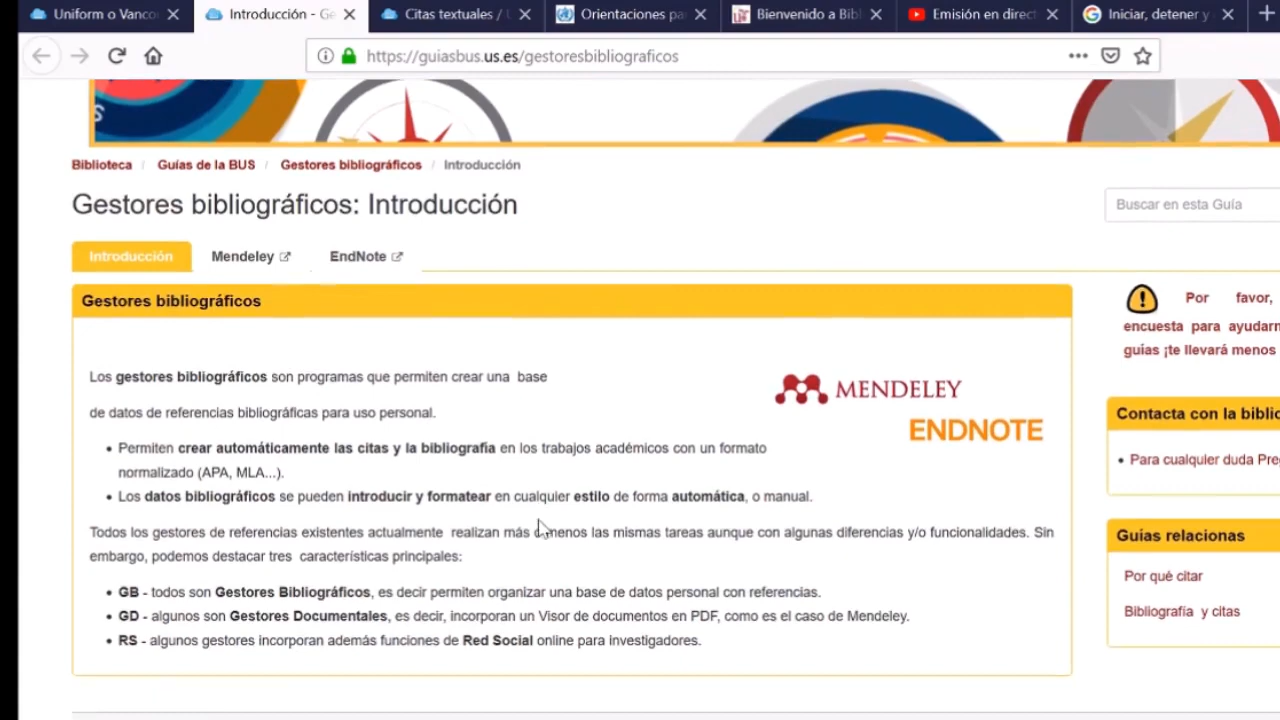 Uniform o Vanco
Introducción - Ge
Citas textuales / U
Orientaciones pa
Bienvenido a Bibl
Emisión en direct
Iniciar, detener y
https://guiasbus.us.es/gestoresbibliograficos
S
Biblioteca / Guías de la BUS / Gestores bibliográficos / Introducción
Gestores bibliográficos: Introducción
Buscar en esta Guía
Introducción
Mendeley
EndNote
Gestores bibliográficos
Los gestores bibliográficos son programas que permiten crear una base
de datos de referencias bibliográficas para uso personal.
MENDELEY
ENDNOTE
• Permiten crear automáticamente las citas y la bibliografía en los trabajos académicos con un formato
normalizado (APA, MLA...).
• Los datos bibliográficos se pueden introducir y formatear en cualquier estilo de forma automática, o manual.
Todos los gestores de referencias existentes actualmente realizan más o menos las mismas tareas aunque con algunas diferencias y/o funcionalidades. Sin
embargo, podemos destacar tres características principales:
• GB - todos son Gestores Bibliográficos, es decir permiten organizar una base de datos personal con referencias.
• GD - algunos son Gestores Documentales, es decir, incorporan un Visor de documentos en PDF, como es el caso de Mendeley.
• RS - algunos gestores incorporan además funciones de Red Social online para investigadores.
Por favor,
encuesta para ayudarn
guías ¡te llevará menos
Contacta con la biblio
• Para cualquier duda Preg
Guías relacionas
Por qué citar
Bibliografía y citas